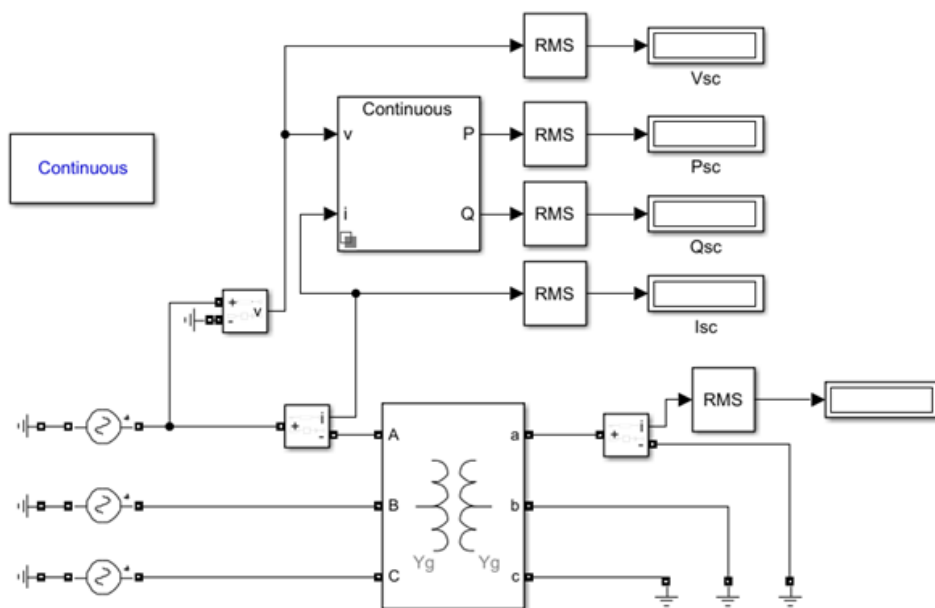 RMS
Vsc
Continuous
v
P
RMS
Psc
Continuous
i
Q
RMS
Qsc
RMS
Isc
+
v
-
RMS
i
+
-
A
a
i
+
-
B
b
Yg
Yg
C
c